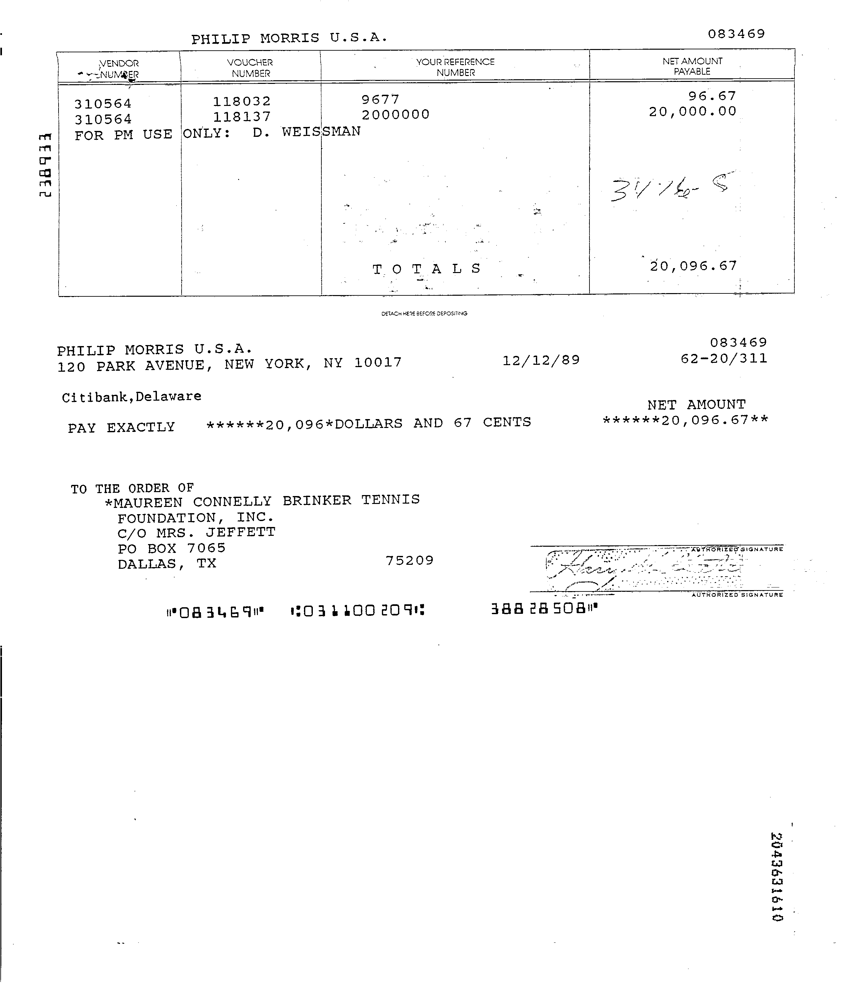 PHILIP MORRIS U.S.A. 083469
VENDOR NUMBER VOUCHER NUMBER YOUR REFERENCE NUMBER NET AMOUNT PAYABLE
310564 118032 9677 96.67
310564 118137 2000000 20,000.00
FOR PM USE ONLY: D. WEISSMAN
TOTALS 20,096.67
DETACH HERE BEFORE DEPOSITING
PHILIP MORRIS U.S.A. 083469
120 PARK AVENUE, NEW YORK, NY 10017 12/12/89 62-20/311
Citibank,Delaware
NET AMOUNT
PAY EXACTLY ******20,096*DOLLARS AND 67 CENTS ******20,096.67**
TO THE ORDER OF
*MAUREEN CONNELLY BRINKER TENNIS
FOUNDATION, INC.
C/O MRS. JEFFETT
PO BOX 7065
DALLAS, TX 75209
AUTHORIZED SIGNATURE
AUTHORIZED SIGNATURE
⑈083469⑈ ⑆031100209⑆ 38828508⑈
2043631610